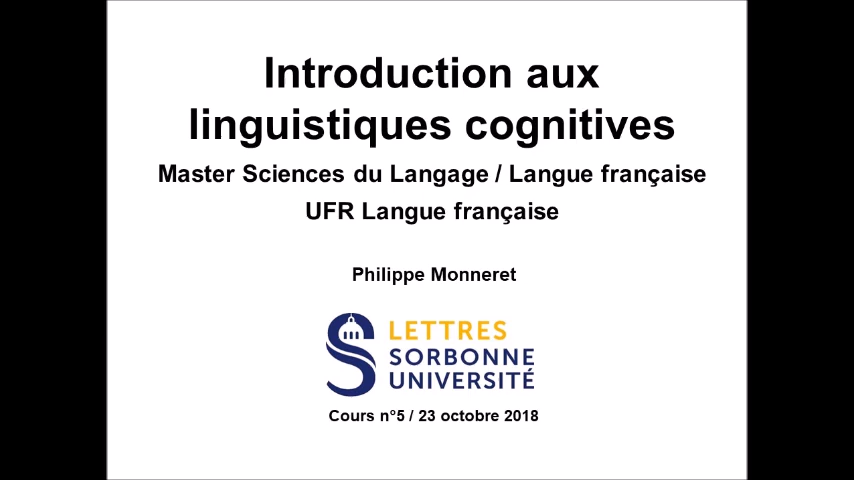 Introduction aux
linguistiques cognitives
Master Sciences du Langage / Langue française
UFR Langue française
Philippe Monneret
LETTRES
SORBONNE
UNIVERSITÉ
Cours n°5 / 23 octobre 2018